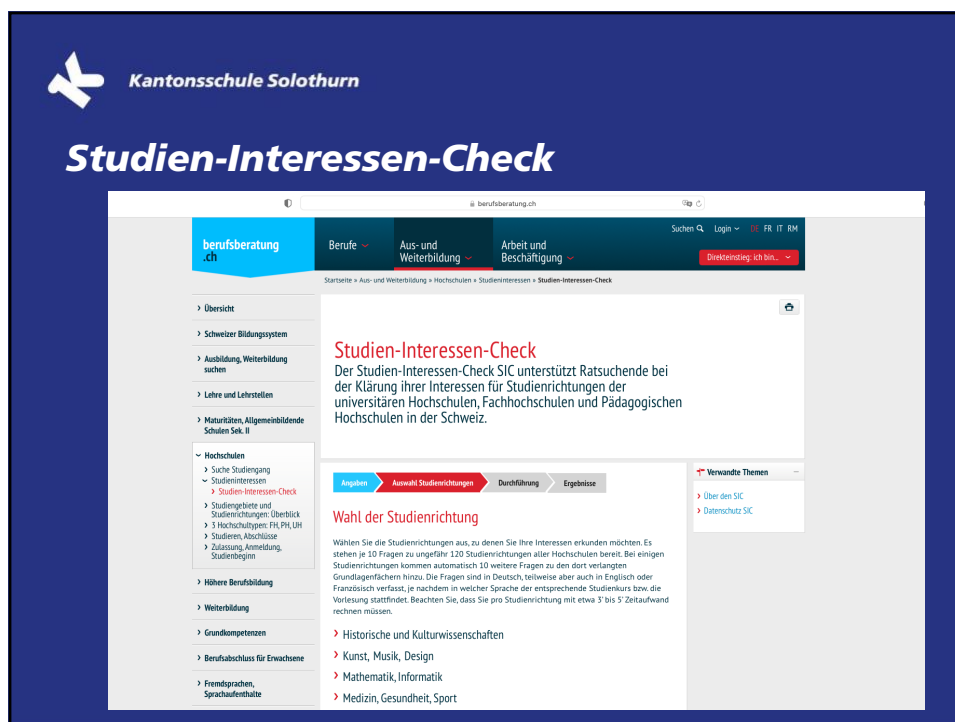 Kantonsschule Solothurn
Studien-Interessen-Check
berufsberatung.ch
Suchen Login DE FR IT RM
berufsberatung
.ch
Berufe
Aus- und
Weiterbildung
Arbeit und
Beschäftigung
Direkteinstieg: ich bin...
Startseite » Aus- und Weiterbildung » Hochschulen » Studieninteressen » Studien-Interessen-Check
Übersicht
Schweizer Bildungssystem
Ausbildung, Weiterbildung
suchen
Lehre und Lehrstellen
Maturitäten, Allgemeinbildende
Schulen Sek. II
Hochschulen
Suche Studiengang
Studieninteressen
Studien-Interessen-Check
Studiengebiete und
Studienrichtungen: Überblick
3 Hochschultypen: FH, PH, UH
Studieren, Abschlüsse
Zulassung, Anmeldung,
Studienbeginn
Höhere Berufsbildung
Weiterbildung
Grundkompetenzen
Berufsabschluss für Erwachsene
Fremdsprachen,
Sprachaufenthalte
Studien-Interessen-Check
Der Studien-Interessen-Check SIC unterstützt Ratsuchende bei
der Klärung ihrer Interessen für Studienrichtungen der
universitären Hochschulen, Fachhochschulen und Pädagogischen
Hochschulen in der Schweiz.
Angaben
Auswahl Studienrichtungen
Durchführung
Ergebnisse
Wahl der Studienrichtung
Wählen Sie die Studienrichtungen aus, zu denen Sie Ihre Interessen erkunden möchten. Es
stehen je 10 Fragen zu ungefähr 120 Studienrichtungen aller Hochschulen bereit. Bei einigen
Studienrichtungen kommen automatisch 10 weitere Fragen zu den dort verlangten
Grundlagenfächern hinzu. Die Fragen sind in Deutsch, teilweise aber auch in Englisch oder
Französisch verfasst, je nachdem in welcher Sprache der entsprechende Studienkurs bzw. die
Vorlesung stattfindet. Beachten Sie, dass Sie pro Studienrichtung mit etwa 3' bis 5' Zeitaufwand
rechnen müssen.
Historische und Kulturwissenschaften
Kunst, Musik, Design
Mathematik, Informatik
Medizin, Gesundheit, Sport
Verwandte Themen
Über den SIC
Datenschutz SIC